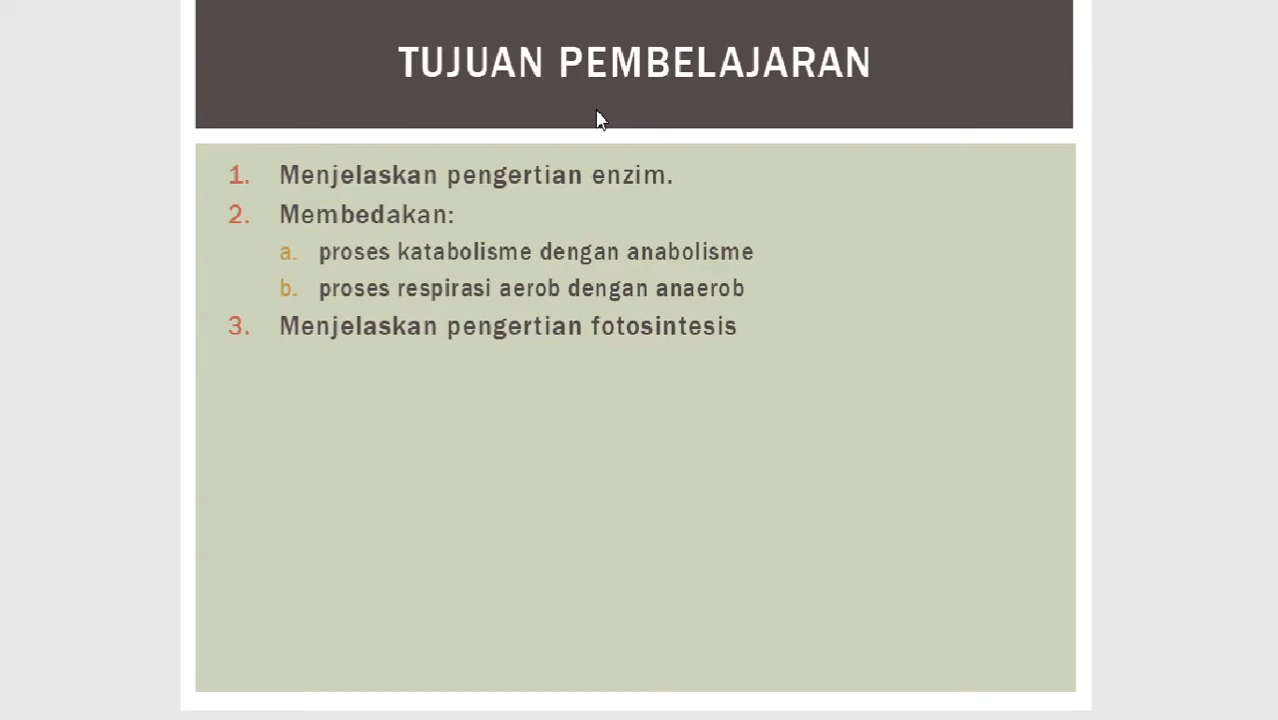 TUJUAN PEMBELAJARAN
1. Menjelaskan pengertian enzim.
2. Membedakan:
a. proses katabolisme dengan anabolisme
b. proses respirasi aerob dengan anaerob
3. Menjelaskan pengertian fotosintesis